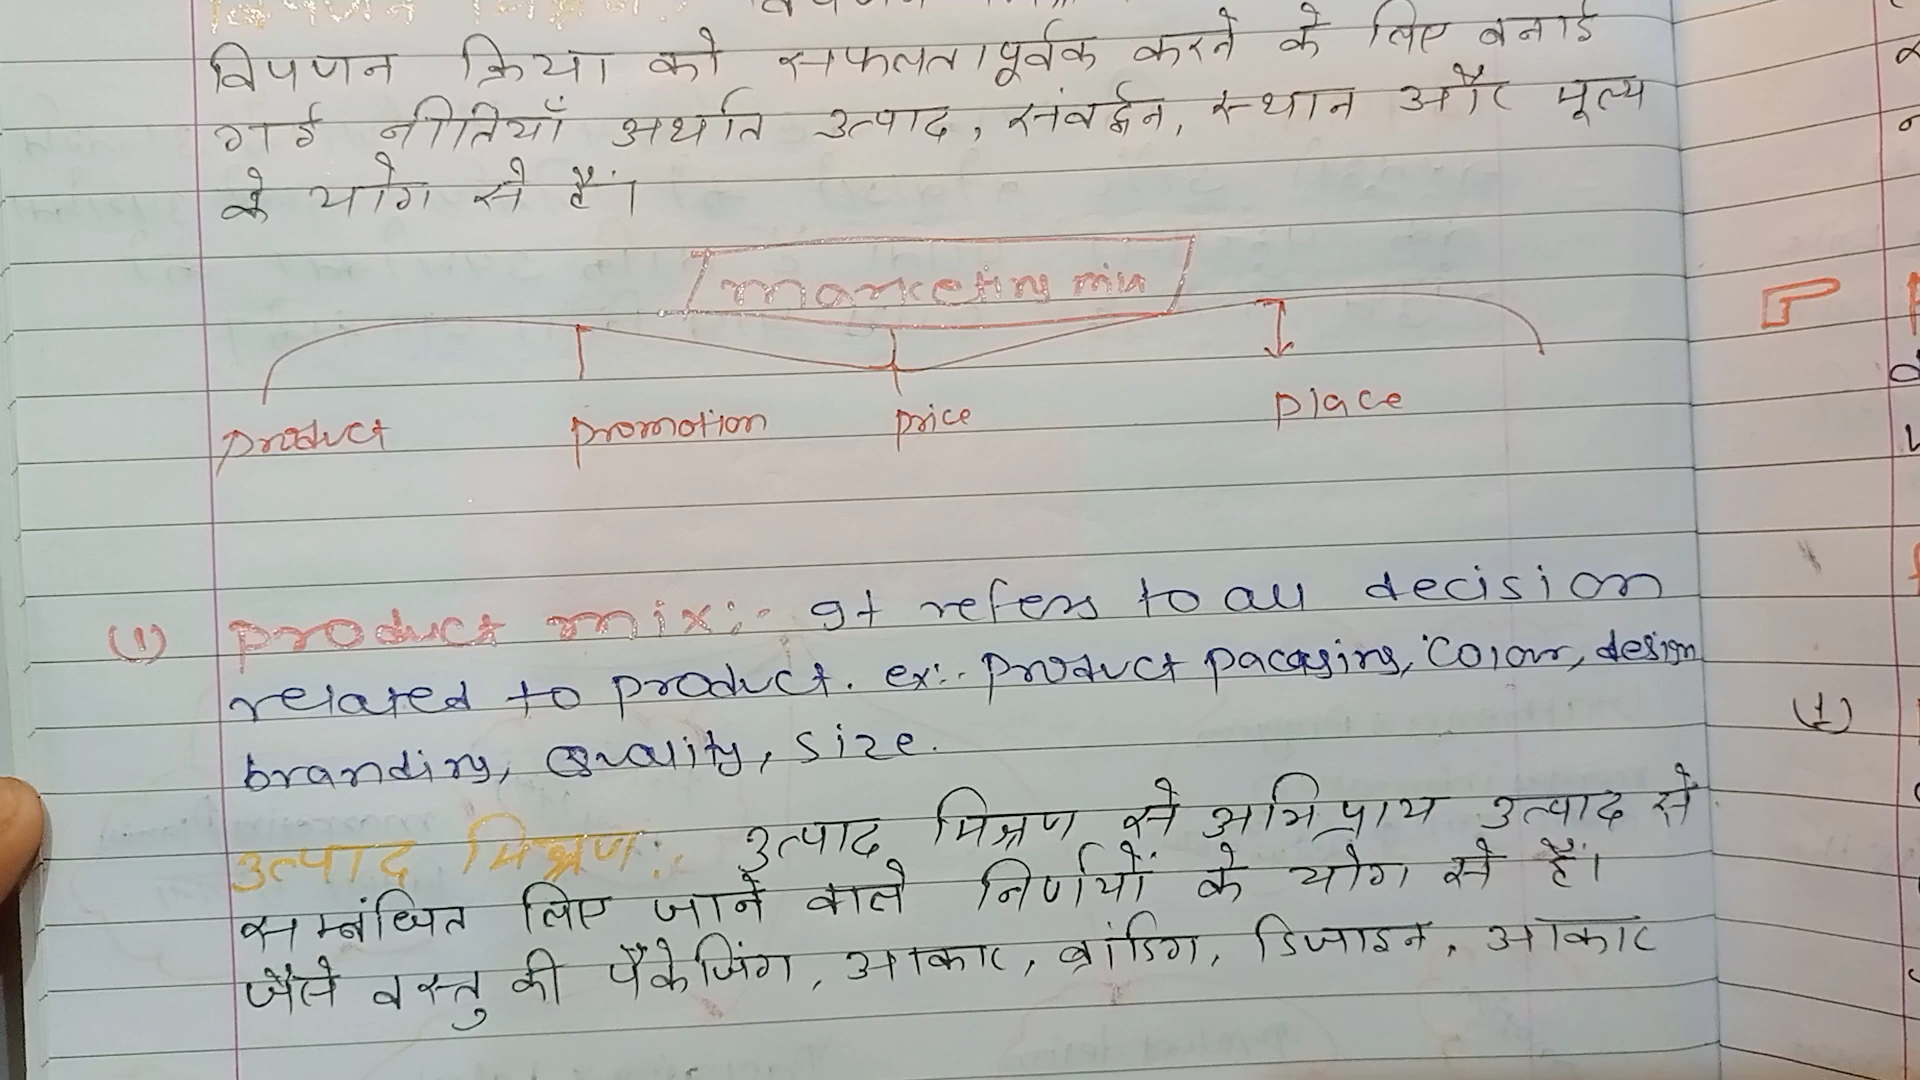 विपणन क्रिया को सफलतापूर्वक करने के लिए बनाई
गई नीतियाँ अर्थात उत्पाद, संवर्द्धन, स्थान और मूल्य
के योग से हैं।
marketing mix
product promotion price place
(1) product mix:- It refers to all decision
related to product. ex:- product pacaging, colour, design
branding, quality, size.
उत्पाद मिश्रण:- उत्पाद मिश्रण से अभिप्राय उत्पाद से
सम्बंधित लिए जाने वाले निर्णयों के योग से हैं।
जैसे वस्तु की पैकेजिंग, आकार, ब्रांडिग, डिजाइन, आकार